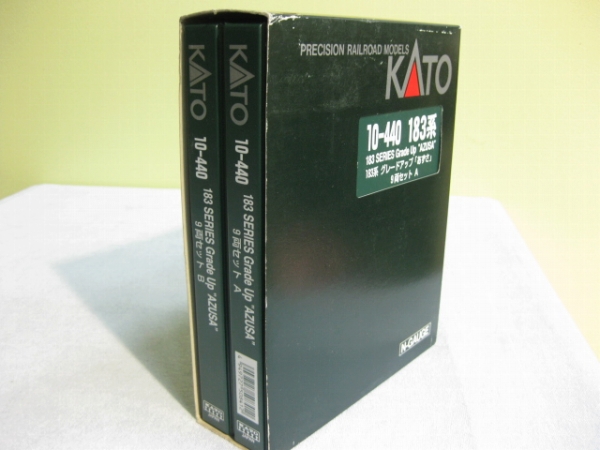 KATO
10-440
183 SERIES Grade Up "AZUSA"
9両セット B
KATO
KATO
10-440
183 SERIES Grade Up "AZUSA"
9両セット A
KATO
PRECISION RAILROAD MODELS
KATO
10-440 183系
183 SERIES Grade Up "AZUSA"
183系 グレードアップ「あずさ」
9両セット A
N-GAUGE